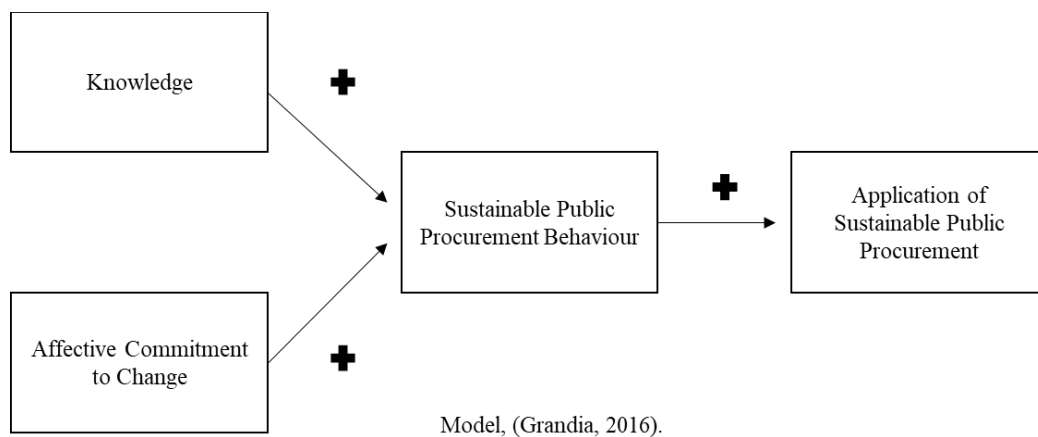 Knowledge
Sustainable Public
Procurement Behaviour
Application of
Sustainable Public
Procurement
Affective Commitment
to Change
Model, (Grandia, 2016).